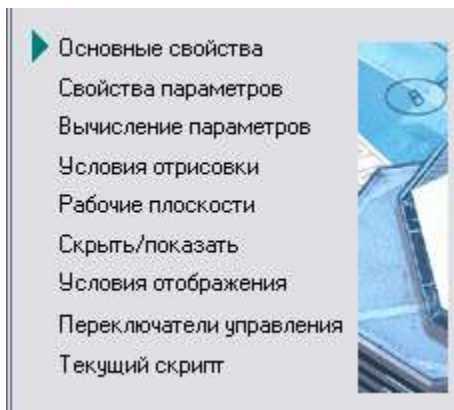 Основные свойства
Свойства параметров
Вычисление параметров
Условия отрисовки
Рабочие плоскости
Скрыть/показать
Условия отображения
Переключатели управления
Текущий скрипт